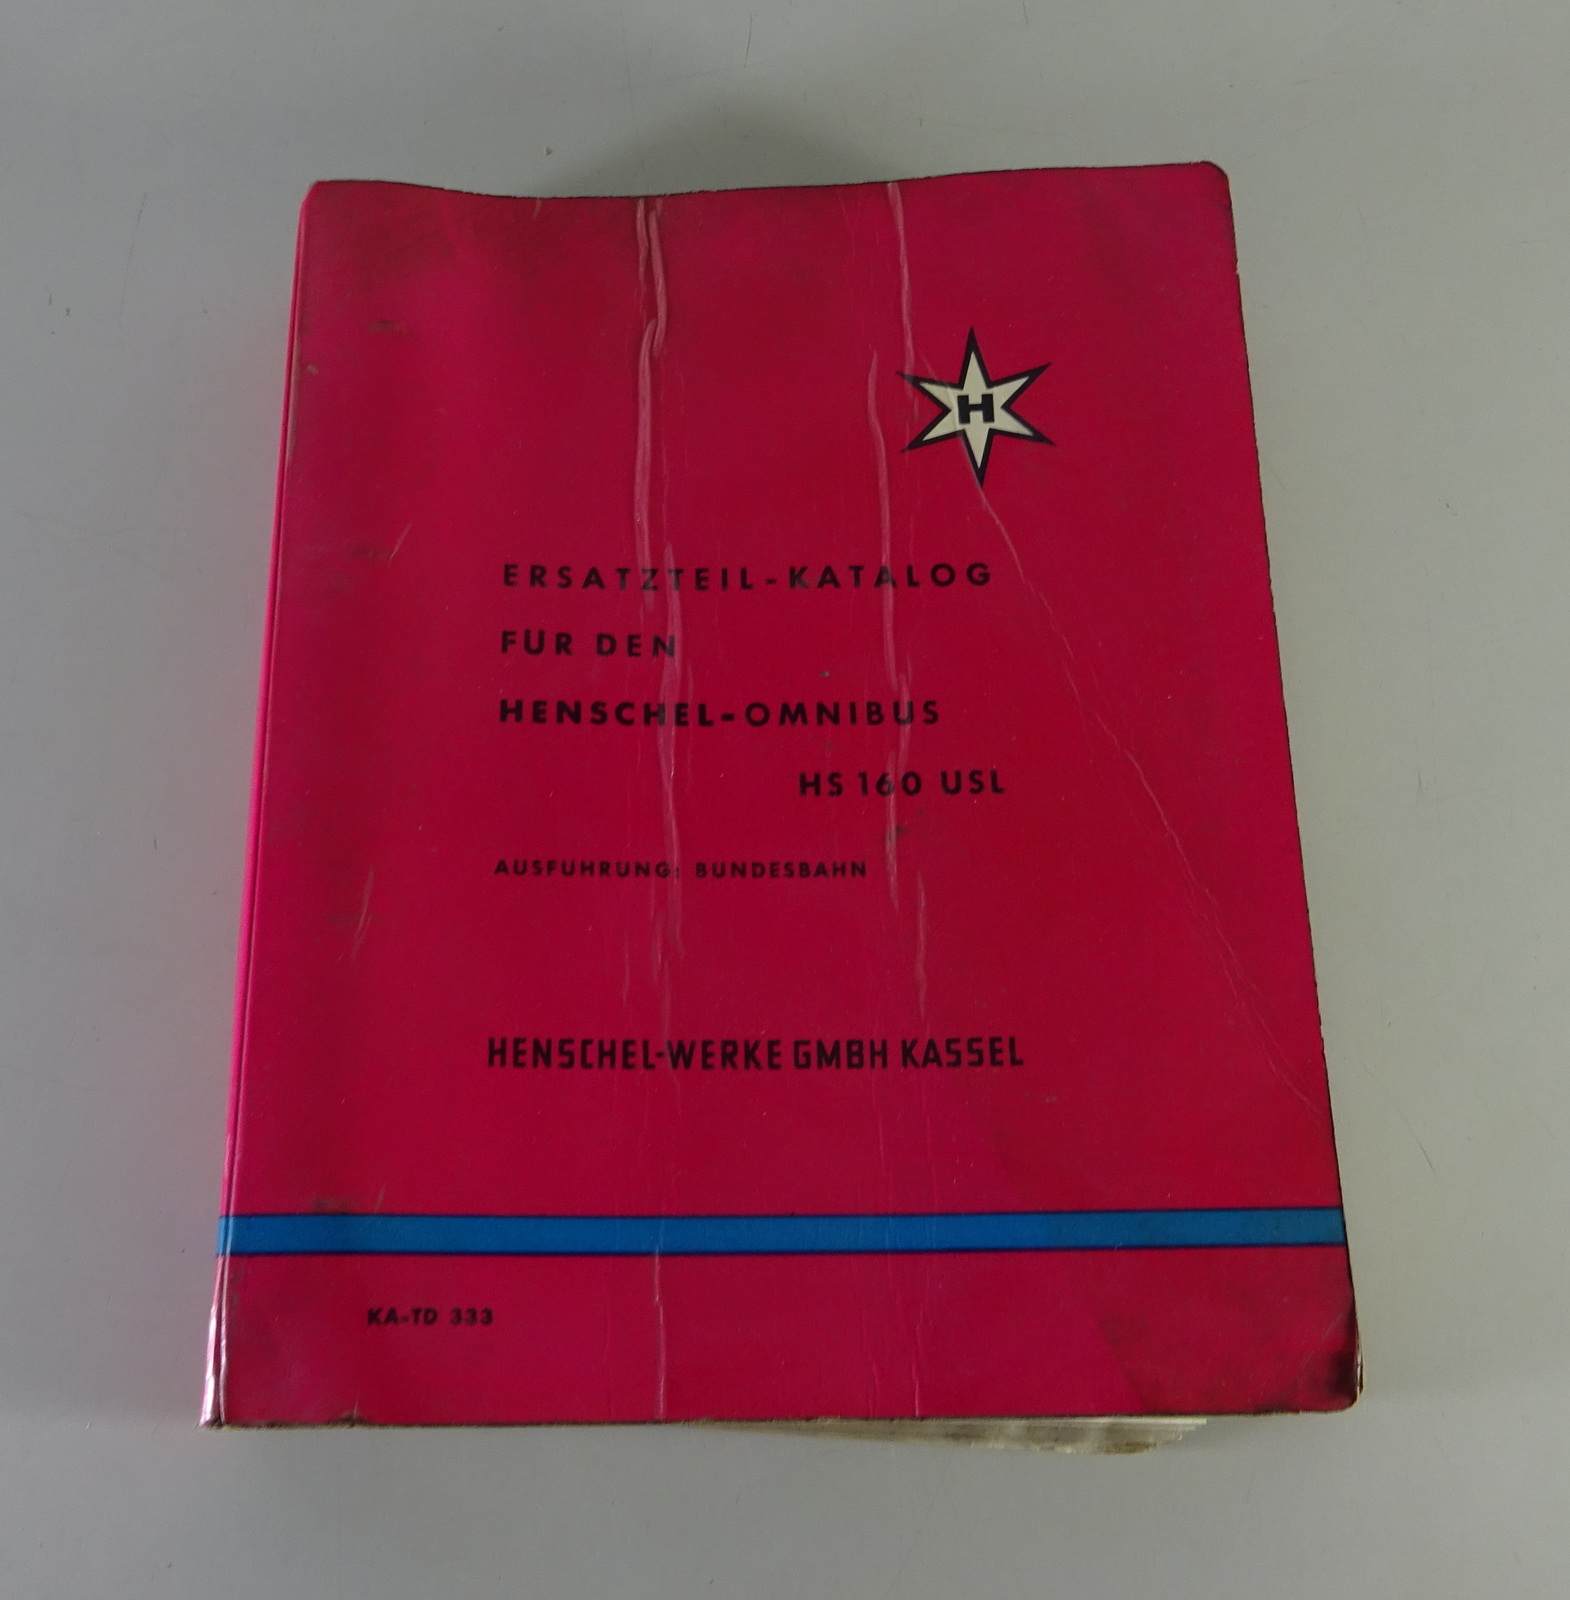 H
ERSATZTEIL-KATALOG
FÜR DEN
HENSCHEL-OMNIBUS
HS 160 USL
AUSFÜHRUNG: BUNDESBAHN
HENSCHEL-WERKE GMBH KASSEL
KA-TD 333